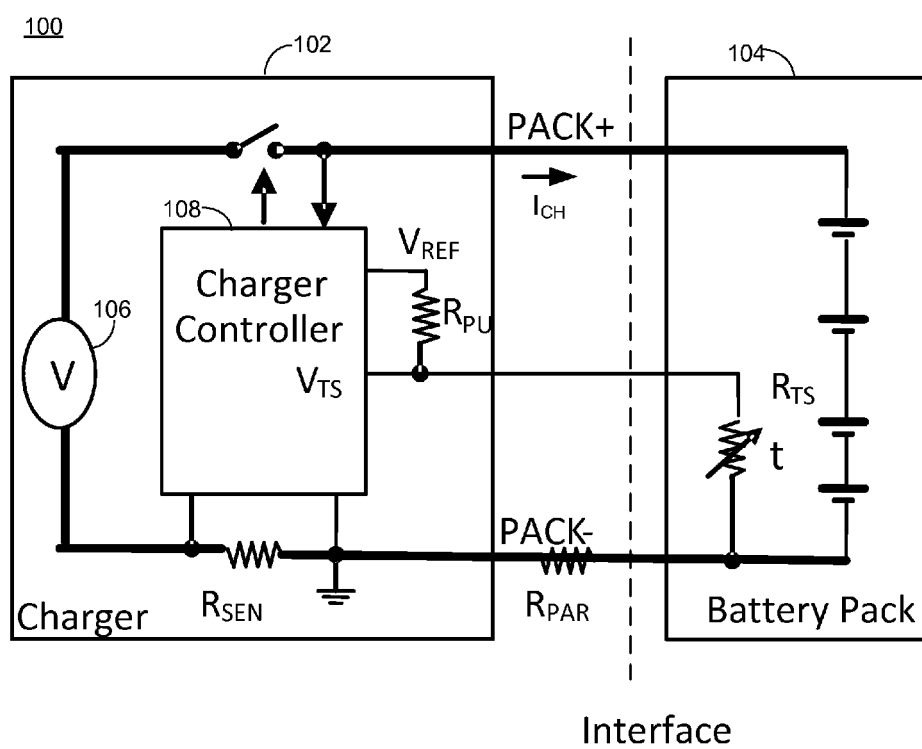 100
102
104
PACK+
I_CH
108
V_REF
Charger
Controller
R_PU
106
V
V_TS
R_TS
t
PACK-
R_SEN
R_PAR
Charger
Battery Pack
Interface